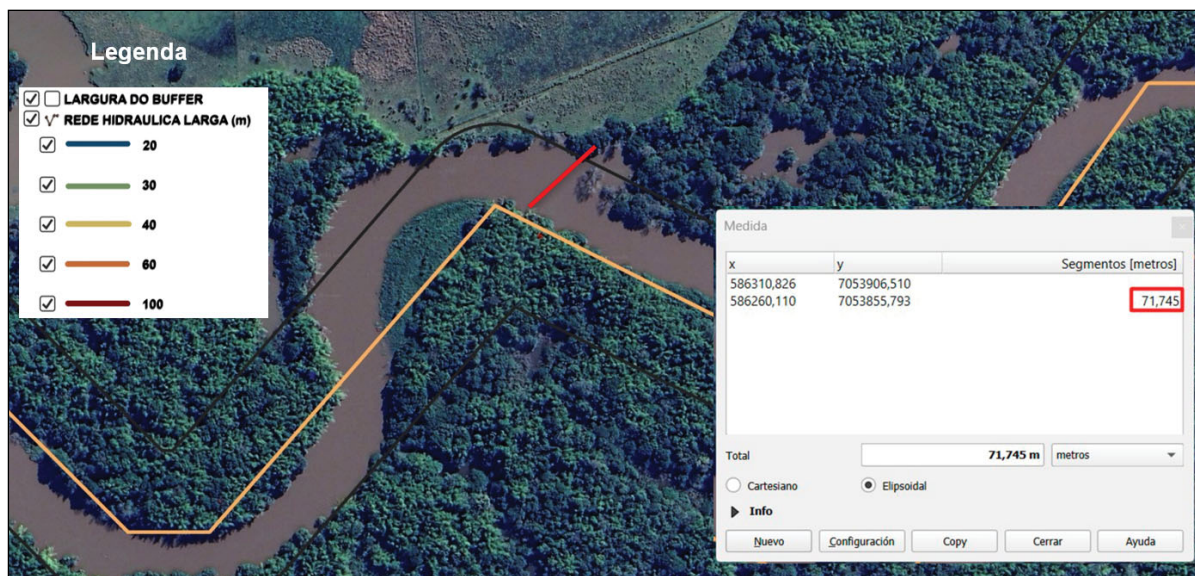 Legenda
LARGURA DO BUFFER
REDE HIDRAULICA LARGA (m)
20
30
40
60
100
Medida
x y Segmentos [metros]
586310,826 7053906,510
586260,110 7053855,793 71,745
Total 71,745 m metros
Cartesiano Elipsoidal
Info
Nuevo Configuración Copy Cerrar Ayuda